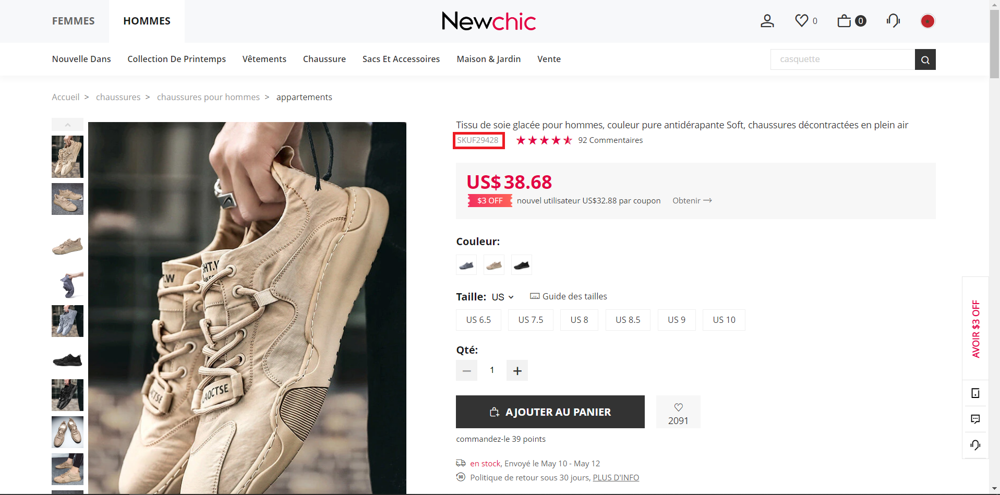 FEMMES
HOMMES
Newchic
0
0
Nouvelle Dans
Collection De Printemps
Vêtements
Chaussure
Sacs Et Accessoires
Maison & Jardin
Vente
casquette
Accueil > chaussures > chaussures pour hommes > appartements
Tissu de soie glacée pour hommes, couleur pure antidérapante Soft, chaussures décontractées en plein air
SKUF29428
92 Commentaires
US$ 38.68
$3 OFF nouvel utilisateur US$32.88 par coupon Obtenir
Couleur:
Taille: US
Guide des tailles
US 6.5
US 7.5
US 8
US 8.5
US 9
US 10
Qté:
1
AJOUTER AU PANIER
2091
commandez-le 39 points
en stock, Envoyé le May 10 - May 12
30
Politique de retour sous 30 jours, PLUS D'INFO
AVOIR $3 OFF